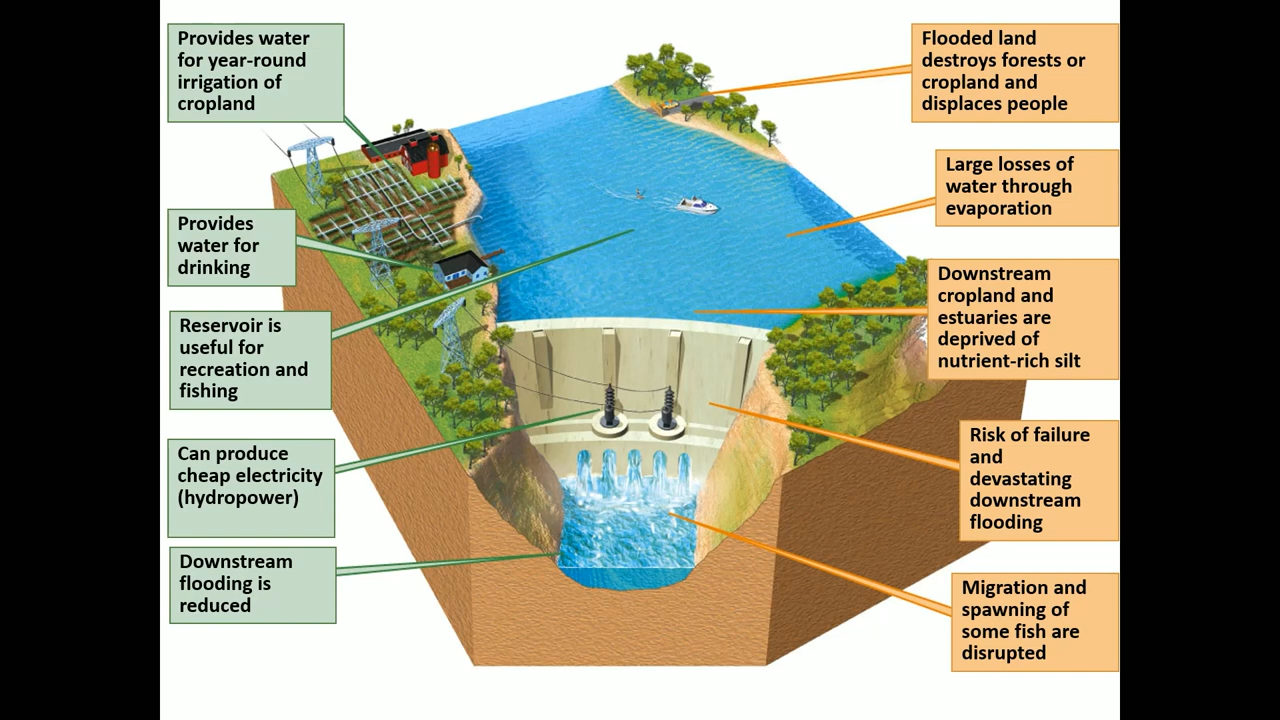 Provides water
for year-round
irrigation of
cropland
Provides
water for
drinking
Reservoir is
useful for
recreation and
fishing
Can produce
cheap electricity
(hydropower)
Downstream
flooding is
reduced
Flooded land
destroys forests or
cropland and
displaces people
Large losses of
water through
evaporation
Downstream
cropland and
estuaries are
deprived of
nutrient-rich silt
Risk of failure
and
devastating
downstream
flooding
Migration and
spawning of
some fish are
disrupted